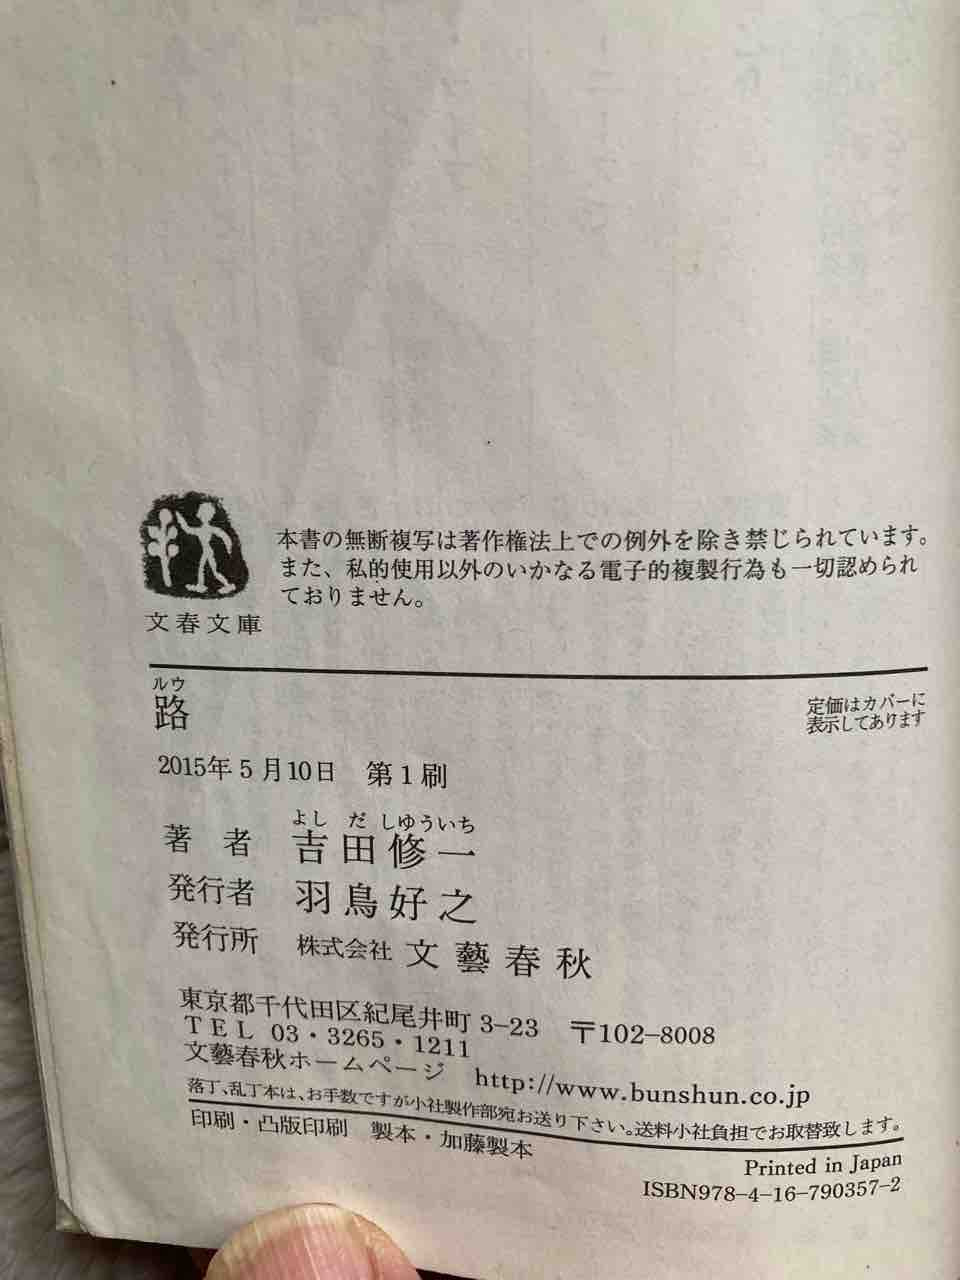 本書の無断複写は著作権法上での例外を除き禁じられています。
また、私的使用以外のいかなる電子的複製行為も一切認められ
ておりません。
文春文庫
ルウ
路
定価はカバーに
表示してあります
2015年5月10日　第1刷
よしだしゆういち
著者　吉田修一
発行者　羽鳥好之
発行所　株式会社 文藝春秋
東京都千代田区紀尾井町 3-23　〒102-8008
TEL 03・3265・1211
文藝春秋ホームページ　http://www.bunshun.co.jp
落丁、乱丁本は、お手数ですが小社製作部宛お送り下さい。送料小社負担でお取替致します。
印刷・凸版印刷　製本・加藤製本
Printed in Japan
ISBN978-4-16-790357-2